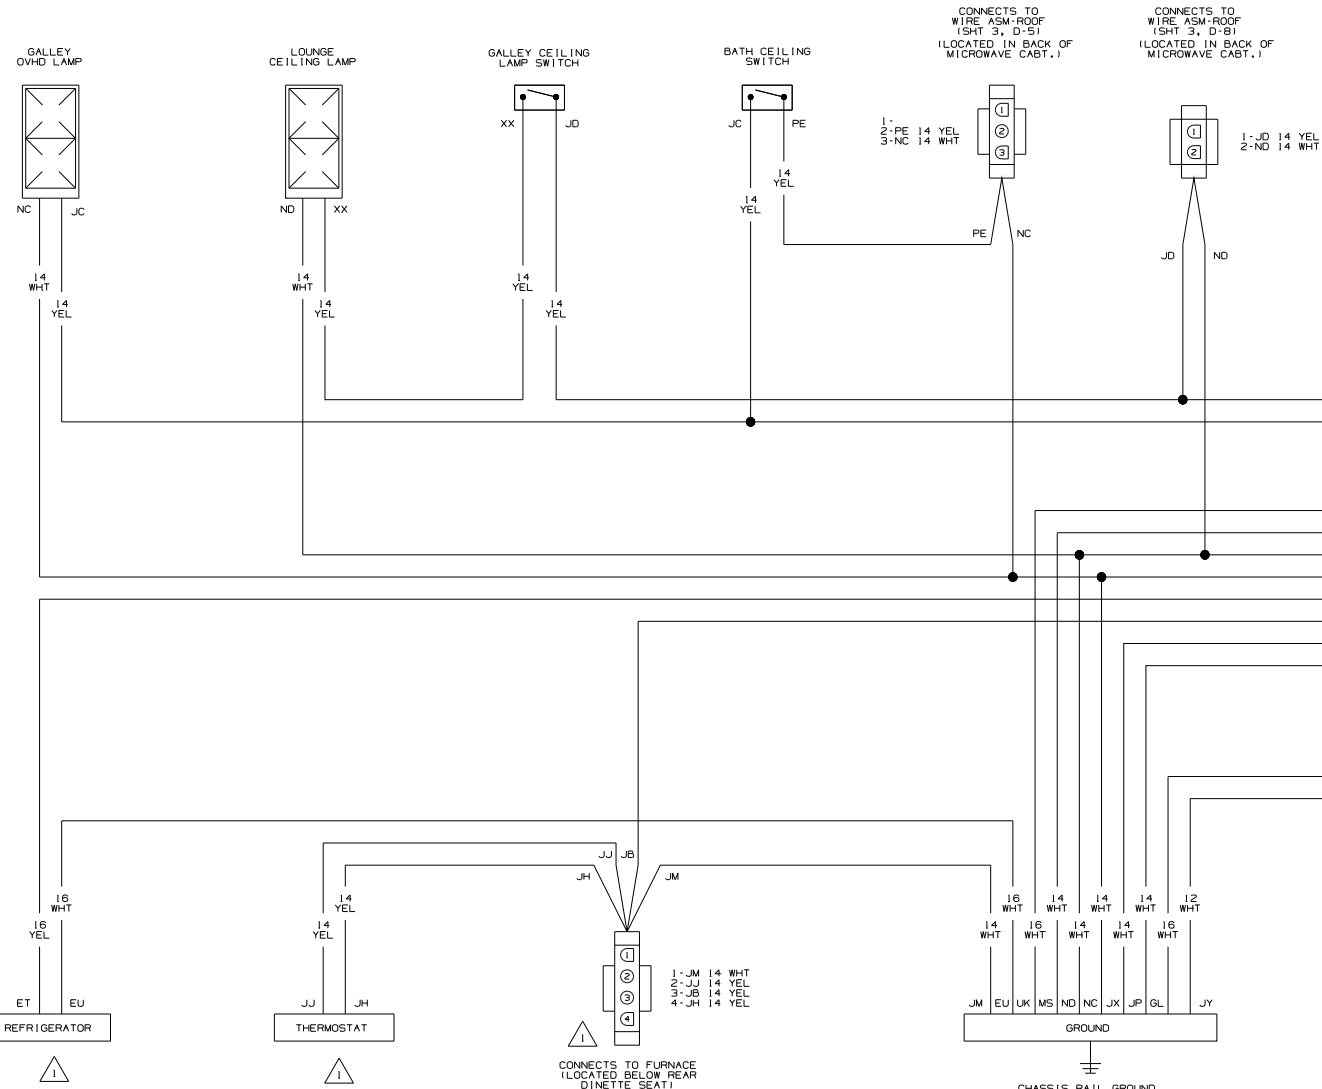 CONNECTS TO
WIRE ASM-ROOF
(SHT 3, D-5)
(LOCATED IN BACK OF
MICROWAVE CABT.)
CONNECTS TO
WIRE ASM-ROOF
(SHT 3, D-8)
(LOCATED IN BACK OF
MICROWAVE CABT.)
GALLEY
OVHD LAMP
LOUNGE
CEILING LAMP
GALLEY CEILING
LAMP SWITCH
BATH CEILING
SWITCH
XX
JD
JC
PE
1-
2-PE 14 YEL
3-NC 14 WHT
1
2
3
1
2
1-JD 14 YEL
2-ND 14 WHT
14
YEL
14
YEL
NC
JC
ND
XX
PE
NC
JD
ND
14
WHT
14
YEL
14
WHT
14
YEL
14
YEL
14
YEL
JJ
JB
JH
JM
16
WHT
16
YEL
14
YEL
14
YEL
14
WHT
16
WHT
16
WHT
14
WHT
14
WHT
14
WHT
14
WHT
14
WHT
16
WHT
12
WHT
1
2
3
4
1-JM 14 WHT
2-JJ 14 YEL
3-JB 14 YEL
4-JH 14 YEL
ET
EU
JJ
JH
JM
EU
UK
MS
ND
NC
JX
JP
GL
JY
REFRIGERATOR
THERMOSTAT
GROUND
1
1
1
CONNECTS TO FURNACE
(LOCATED BELOW REAR
DINETTE SEAT)
CHASSIS RAIL GROUND